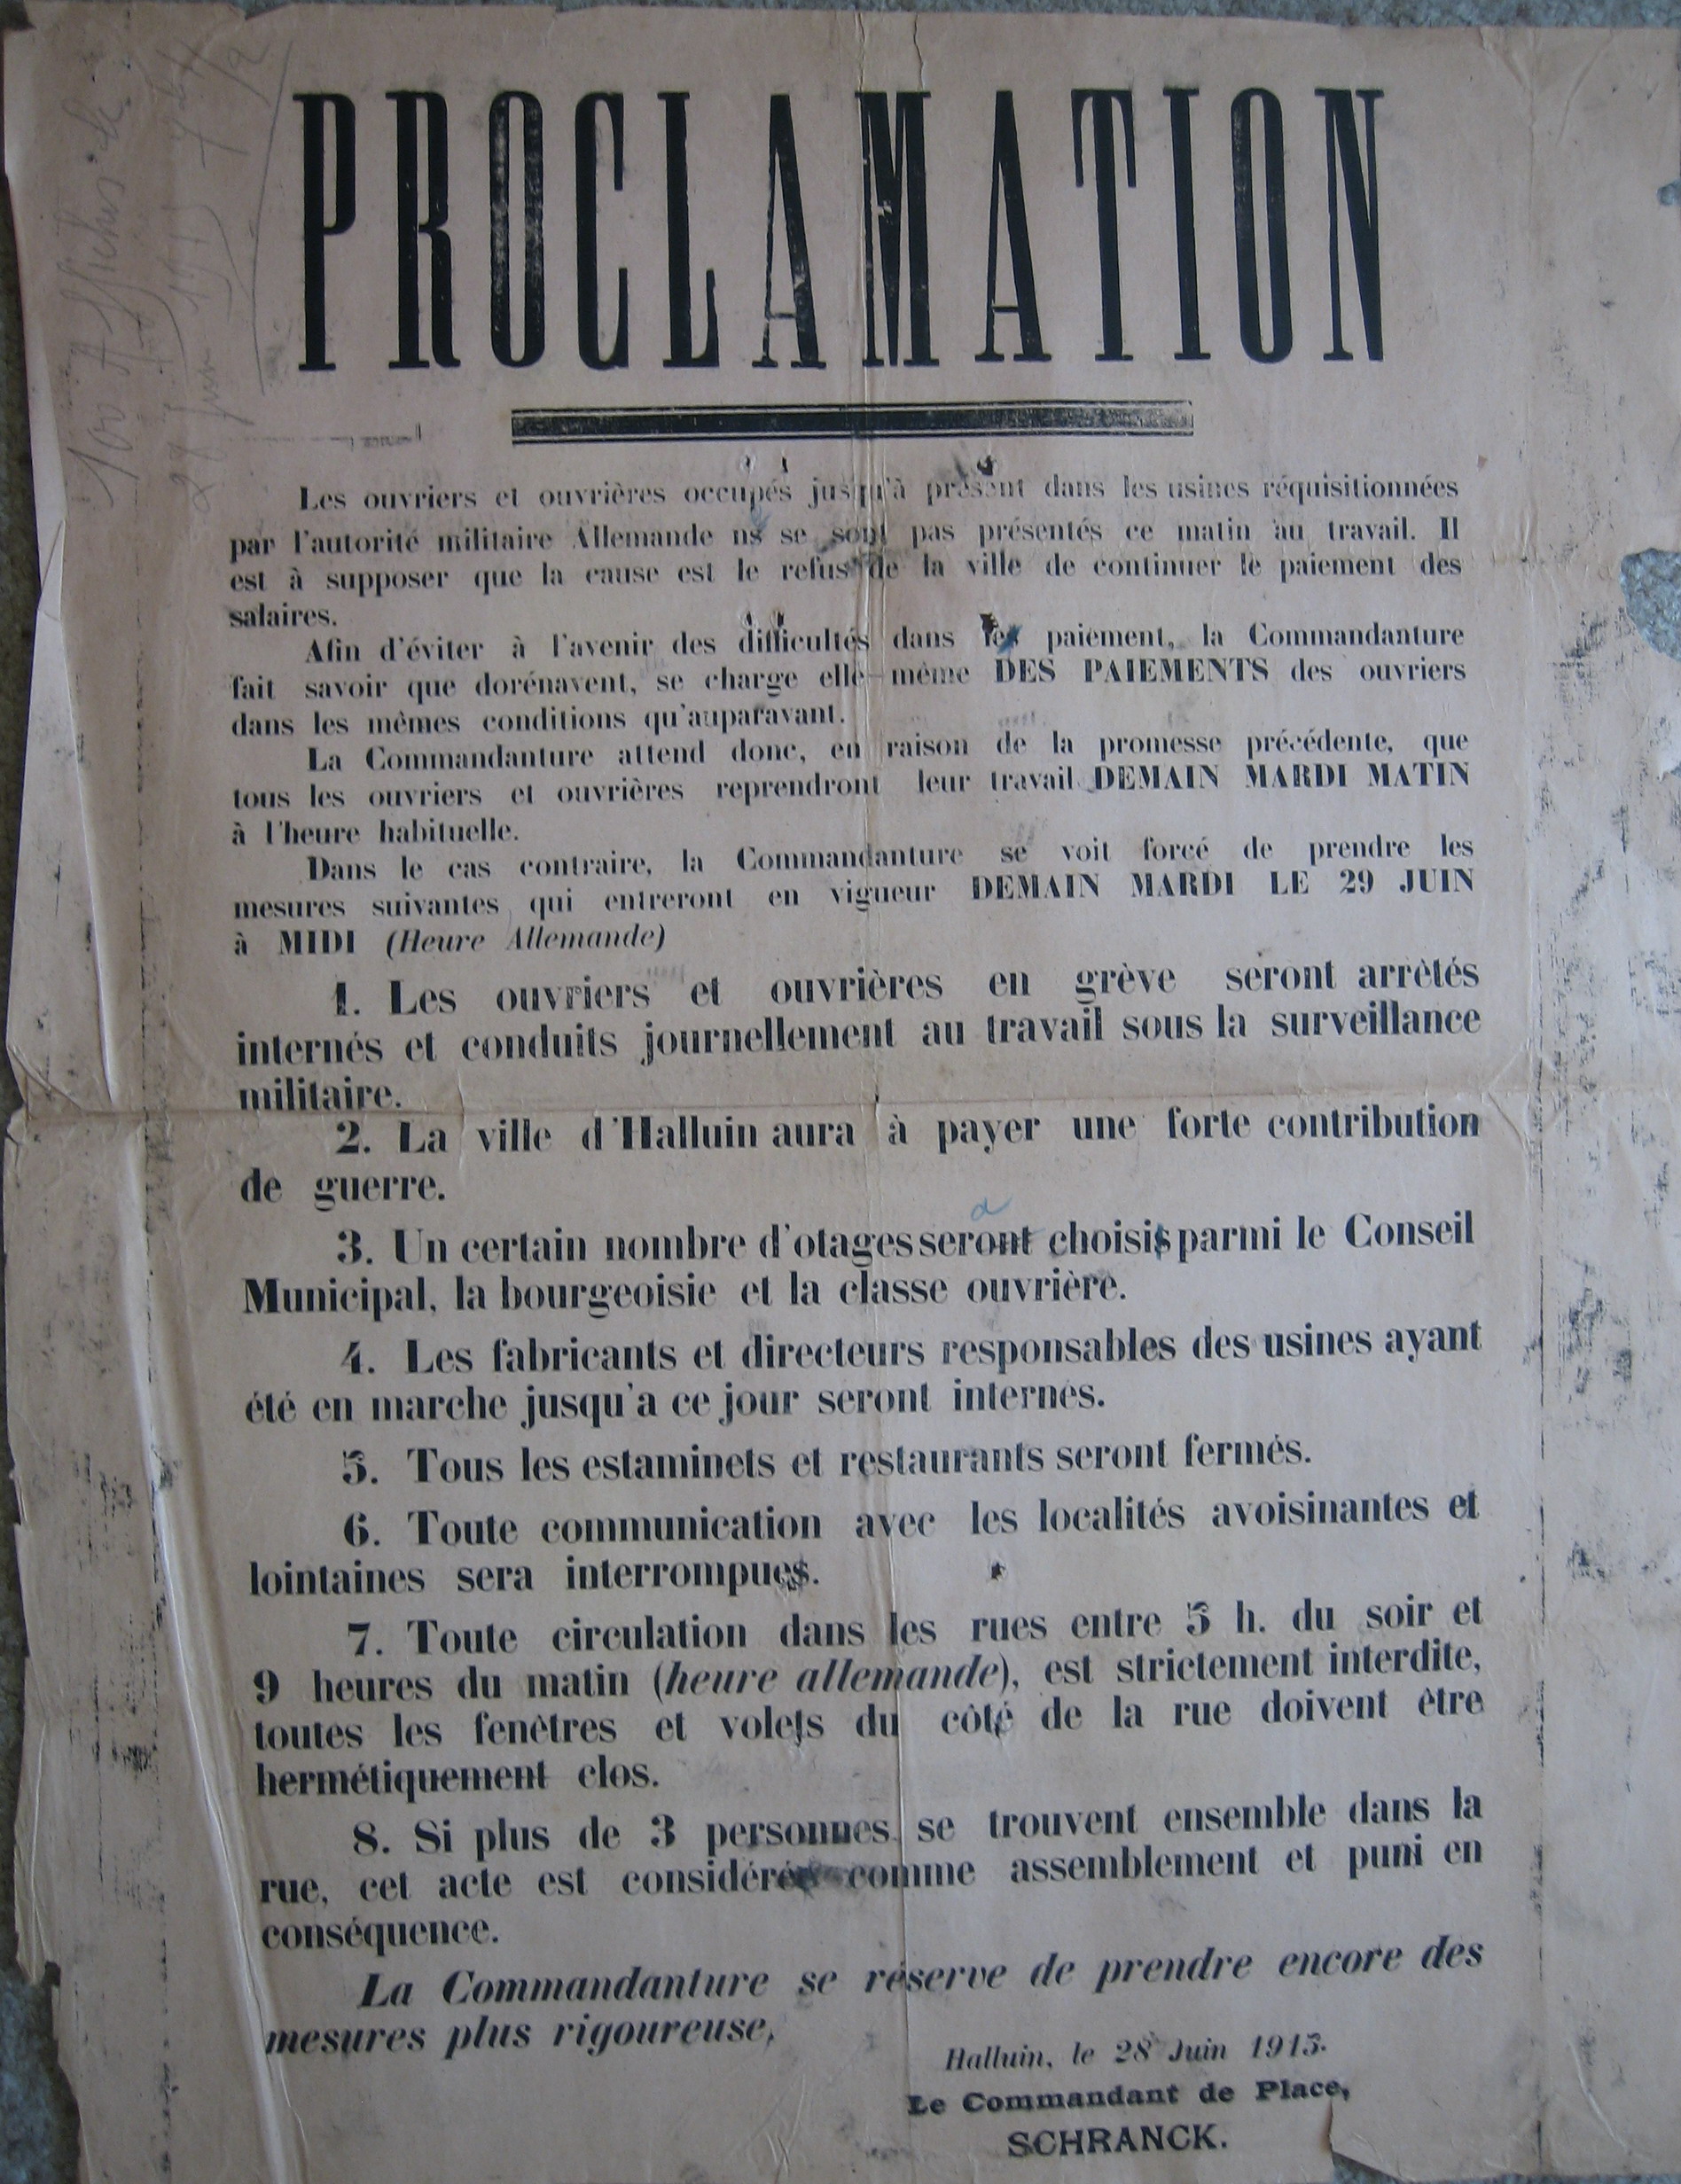 PROCLAMATION
Les ouvriers et ouvrières occupés jusqu'à présent dans les usines réquisitionnées
par l'autorité militaire Allemande ns se sont pas présentés ce matin au travail. Il
est à supposer que la cause est le refus de la ville de continuer le paiement des
salaires.
Afin d'éviter à l'avenir des difficultés dans paiement, la Commandanture
fait savoir que dorénavent, se charge elle-même DES PAIEMENTS des ouvriers
dans les mêmes conditions qu'auparavant.
La Commandanture attend donc, en raison de la promesse précédente, que
tous les ouvriers et ouvrières reprendront leur travail DEMAIN MARDI MATIN
à l'heure habituelle.
Dans le cas contraire, la Commandanture se voit forcé de prendre les
mesures suivantes qui entreront en vigueur DEMAIN MARDI LE 29 JUIN
à MIDI (Heure Allemande)
1. Les ouvriers et ouvrières en grève seront arrêtés
internés et conduits journellement au travail sous la surveillance
militaire.
2. La ville d'Halluin aura à payer une forte contribution
de guerre.
a
3. Un certain nombre d'otages seront choisis parmi le Conseil
Municipal, la bourgeoisie et la classe ouvrière.
4. Les fabricants et directeurs responsables des usines ayant
été en marche jusqu'a ce jour seront internés.
5. Tous les estaminets et restaurants seront fermés.
6. Toute communication avec les localités avoisinantes et
lointaines sera interrompues.
7. Toute circulation dans les rues entre 5 h. du soir et
9 heures du matin (heure allemande), est strictement interdite,
toutes les fenêtres et volets du côté de la rue doivent être
hermétiquement clos.
8. Si plus de 3 personnes se trouvent ensemble dans la
rue, cet acte est considérée comme assemblement et puni en
conséquence.
La Commandanture se réserve de prendre encore des
mesures plus rigoureuse,
Halluin, le 28 Juin 1915.
Le Commandant de Place,
SCHRANCK.
100 Affiches
28 juin